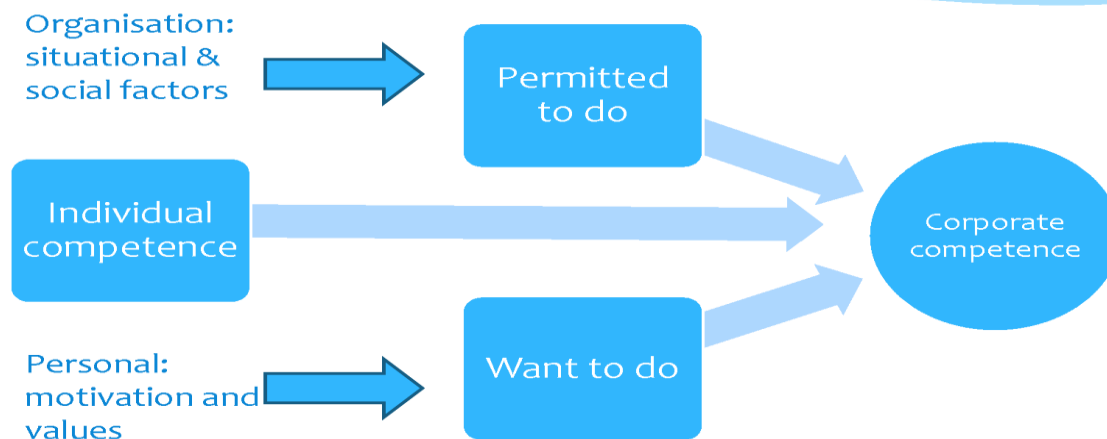 Organisation:
situational &
social factors
Permitted
to do
Individual
competence
Corporate
competence
Want to do
Personal:
motivation and
values